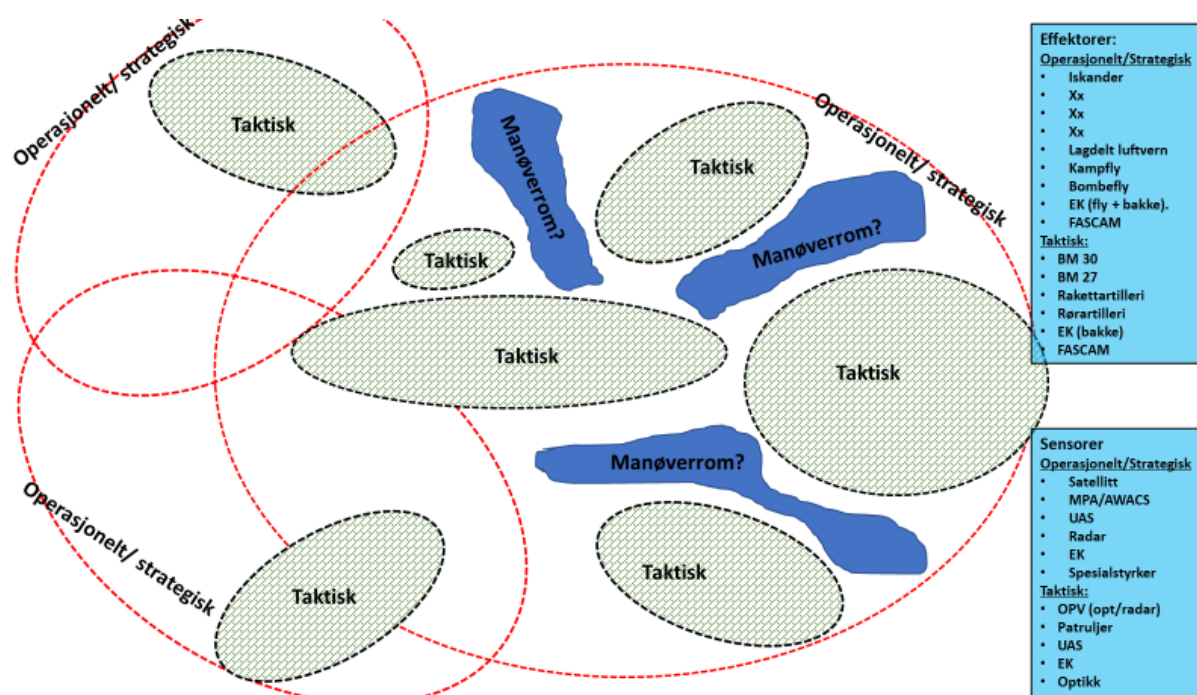 Operasjonelt/ strategisk
Taktisk
Manøverrom?
Taktisk
Operasjonelt/ strategisk
Manøverrom?
Taktisk
Taktisk
Taktisk
Manøverrom?
Operasjonelt/ strategisk
Taktisk
Taktisk
Effektorer:
Operasjonelt/Strategisk
• Iskander
• Xx
• Xx
• Xx
• Lagdelt luftvern
• Kampfly
• Bombefly
• EK (fly + bakke).
• FASCAM
Taktisk:
• BM 30
• BM 27
• Rakettartilleri
• Rørartilleri
• EK (bakke)
• FASCAM
Sensorer
Operasjonelt/Strategisk
• Satellitt
• MPA/AWACS
• UAS
• Radar
• EK
• Spesialstyrker
Taktisk:
• OPV (opt/radar)
• Patruljer
• UAS
• EK
• Optikk